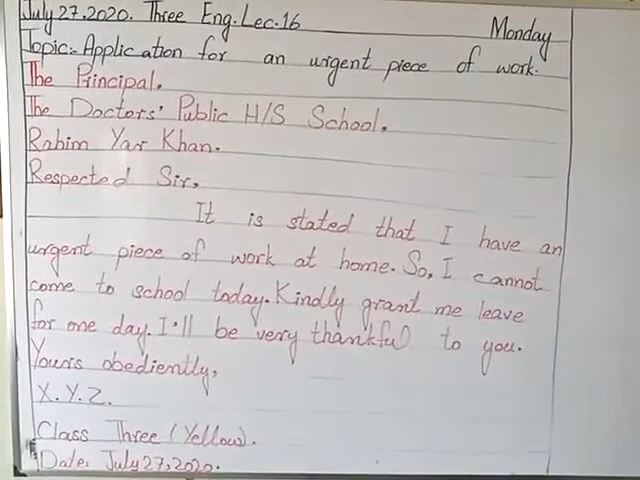 July 27, 2020. Three Eng. Lec. 16 Monday
Topic:- Application for an urgent piece of work.
The Principal.
The Doctors' Public H/S School.
Rahim Yar Khan.
Respected Sir,
It is stated that I have an
urgent piece of work at home. So, I cannot
come to school today. Kindly grant me leave
for one day. I'll be very thankful to you.
Yours obediently,
X. Y. Z.
Class Three (Yellow).
Date: July 27, 2020.